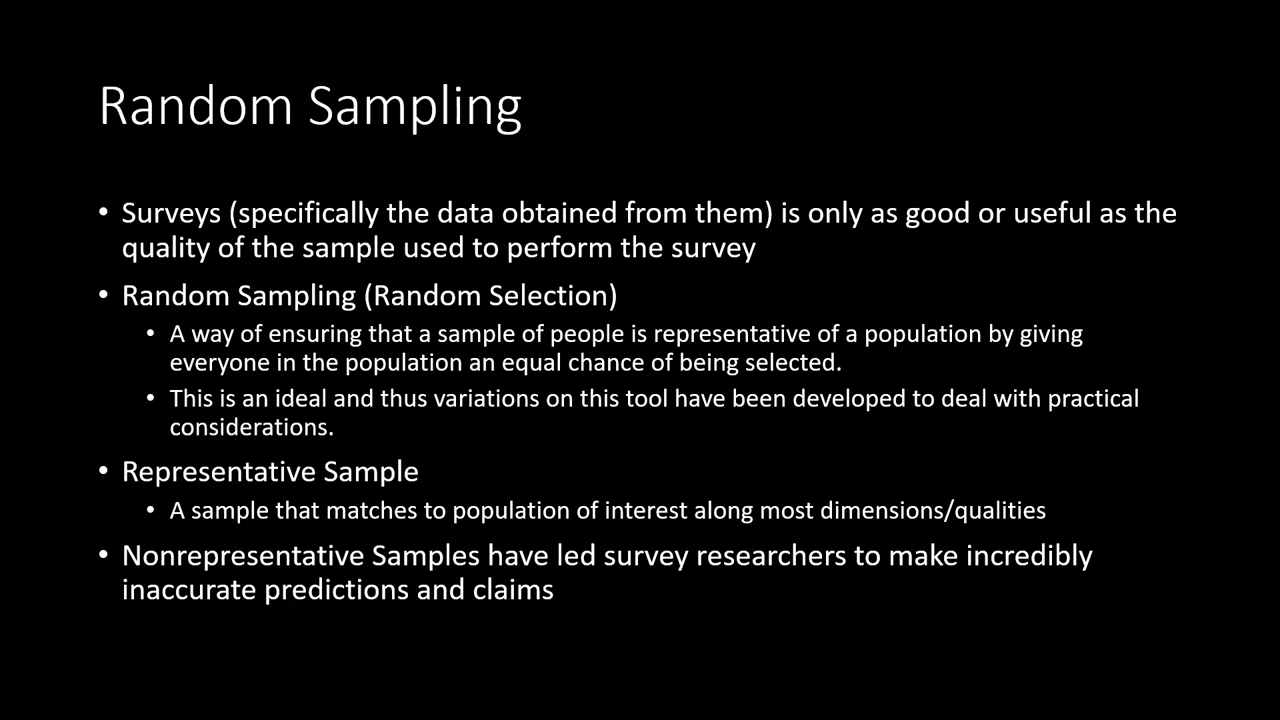 Random Sampling
• Surveys (specifically the data obtained from them) is only as good or useful as the
quality of the sample used to perform the survey
• Random Sampling (Random Selection)
• A way of ensuring that a sample of people is representative of a population by giving
everyone in the population an equal chance of being selected.
• This is an ideal and thus variations on this tool have been developed to deal with practical
considerations.
• Representative Sample
• A sample that matches to population of interest along most dimensions/qualities
• Nonrepresentative Samples have led survey researchers to make incredibly
inaccurate predictions and claims